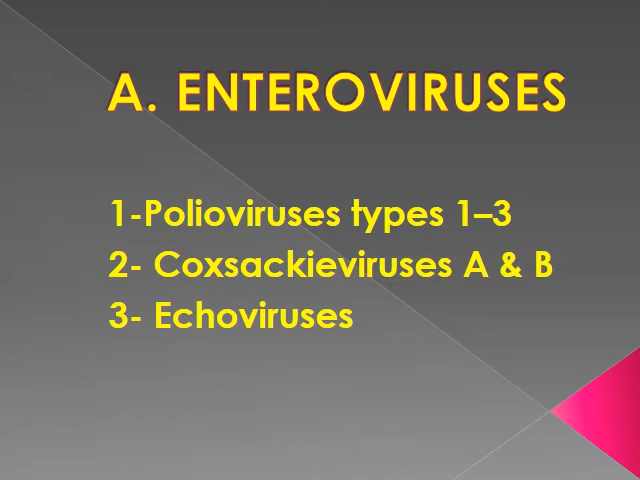 A. ENTEROVIRUSES
1-Polioviruses types 1–3
2- Coxsackieviruses A & B
3- Echoviruses